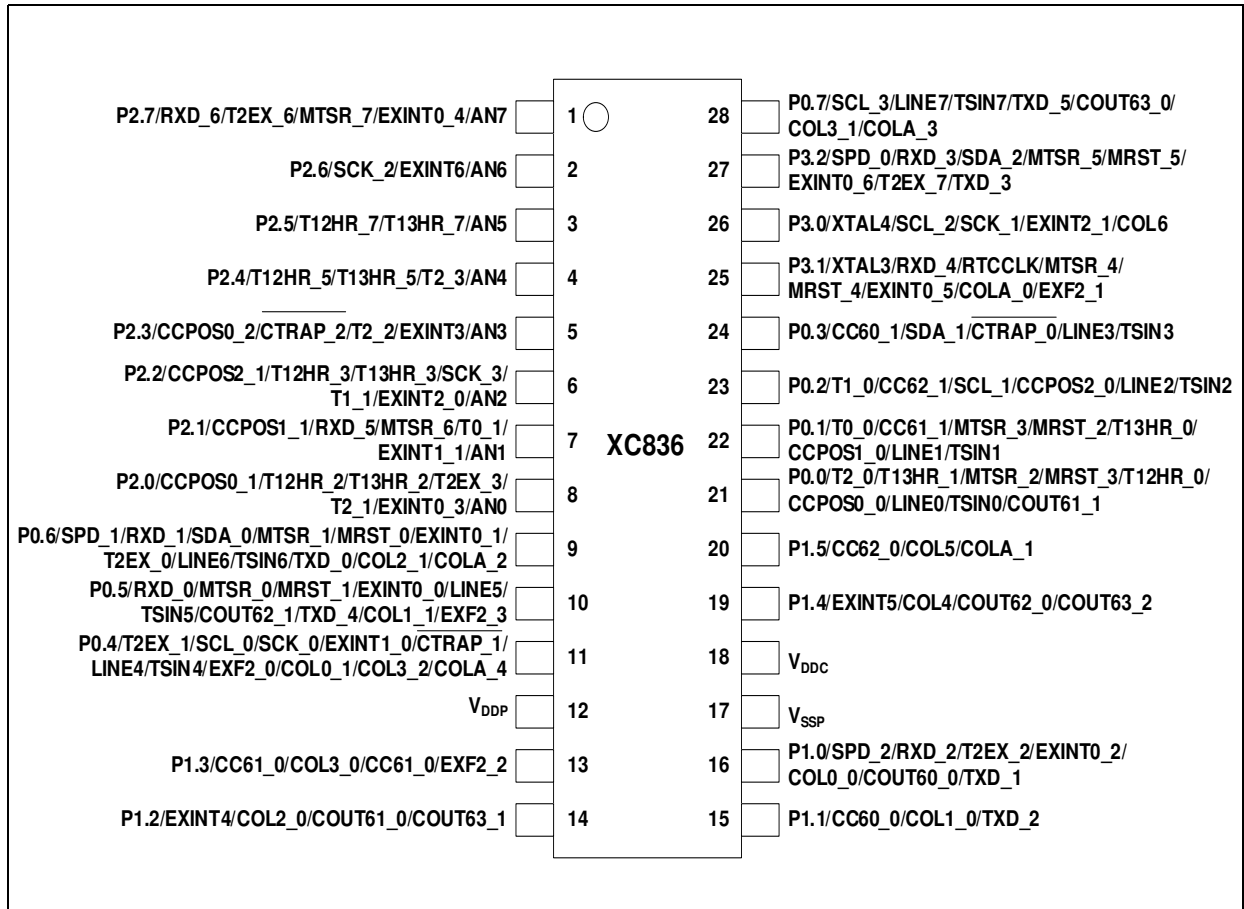 P2.7/RXD_6/T2EX_6/MTSR_7/EXINT0_4/AN7
1
P2.6/SCK_2/EXINT6/AN6
2
P2.5/T12HR_7/T13HR_7/AN5
3
P2.4/T12HR_5/T13HR_5/T2_3/AN4
4
P2.3/CCPOS0_2/CTRAP_2/T2_2/EXINT3/AN3
5
P2.2/CCPOS2_1/T12HR_3/T13HR_3/SCK_3/
T1_1/EXINT2_0/AN2
6
P2.1/CCPOS1_1/RXD_5/MTSR_6/T0_1/
EXINT1_1/AN1
7
P2.0/CCPOS0_1/T12HR_2/T13HR_2/T2EX_3/
T2_1/EXINT0_3/AN0
8
P0.6/SPD_1/RXD_1/SDA_0/MTSR_1/MRST_0/EXINT0_1/
T2EX_0/LINE6/TSIN6/TXD_0/COL2_1/COLA_2
9
P0.5/RXD_0/MTSR_0/MRST_1/EXINT0_0/LINE5/
TSIN5/COUT62_1/TXD_4/COL1_1/EXF2_3
10
P0.4/T2EX_1/SCL_0/SCK_0/EXINT1_0/CTRAP_1/
LINE4/TSIN4/EXF2_0/COL0_1/COL3_2/COLA_4
11
VDDP
12
P1.3/CC61_0/COL3_0/CC61_0/EXF2_2
13
P1.2/EXINT4/COL2_0/COUT61_0/COUT63_1
14
XC836
28
P0.7/SCL_3/LINE7/TSIN7/TXD_5/COUT63_0/
COL3_1/COLA_3
27
P3.2/SPD_0/RXD_3/SDA_2/MTSR_5/MRST_5/
EXINT0_6/T2EX_7/TXD_3
26
P3.0/XTAL4/SCL_2/SCK_1/EXINT2_1/COL6
25
P3.1/XTAL3/RXD_4/RTCCLK/MTSR_4/
MRST_4/EXINT0_5/COLA_0/EXF2_1
24
P0.3/CC60_1/SDA_1/CTRAP_0/LINE3/TSIN3
23
P0.2/T1_0/CC62_1/SCL_1/CCPOS2_0/LINE2/TSIN2
22
P0.1/T0_0/CC61_1/MTSR_3/MRST_2/T13HR_0/
CCPOS1_0/LINE1/TSIN1
21
P0.0/T2_0/T13HR_1/MTSR_2/MRST_3/T12HR_0/
CCPOS0_0/LINE0/TSIN0/COUT61_1
20
P1.5/CC62_0/COL5/COLA_1
19
P1.4/EXINT5/COL4/COUT62_0/COUT63_2
18
VDDC
17
VSSP
16
P1.0/SPD_2/RXD_2/T2EX_2/EXINT0_2/
COL0_0/COUT60_0/TXD_1
15
P1.1/CC60_0/COL1_0/TXD_2